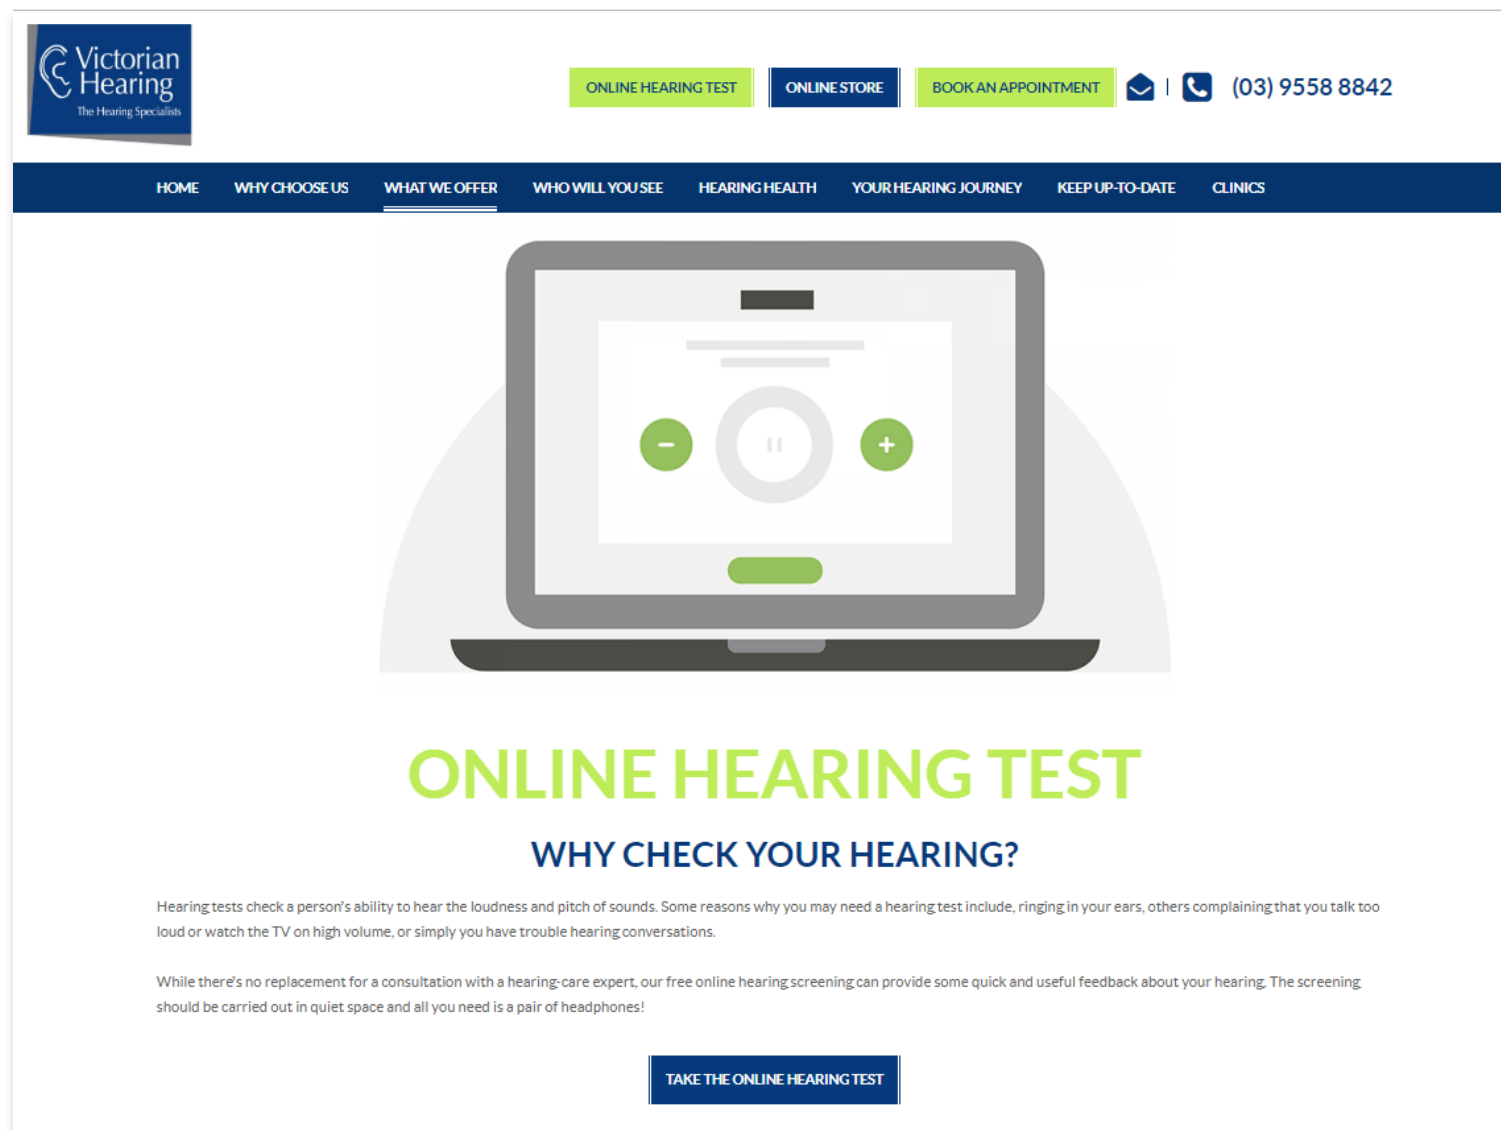 Victorian
Hearing
The Hearing Specialists
ONLINE HEARING TEST
ONLINE STORE
BOOK AN APPOINTMENT
(03) 9558 8842
HOME
WHY CHOOSE US
WHAT WE OFFER
WHO WILL YOU SEE
HEARING HEALTH
YOUR HEARING JOURNEY
KEEP UP-TO-DATE
CLINICS
ONLINE HEARING TEST
WHY CHECK YOUR HEARING?
Hearing tests check a person's ability to hear the loudness and pitch of sounds. Some reasons why you may need a hearing test include, ringing in your ears, others complaining that you talk too
loud or watch the TV on high volume, or simply you have trouble hearing conversations.
While there's no replacement for a consultation with a hearing-care expert, our free online hearing screening can provide some quick and useful feedback about your hearing. The screening
should be carried out in quiet space and all you need is a pair of headphones!
TAKE THE ONLINE HEARING TEST